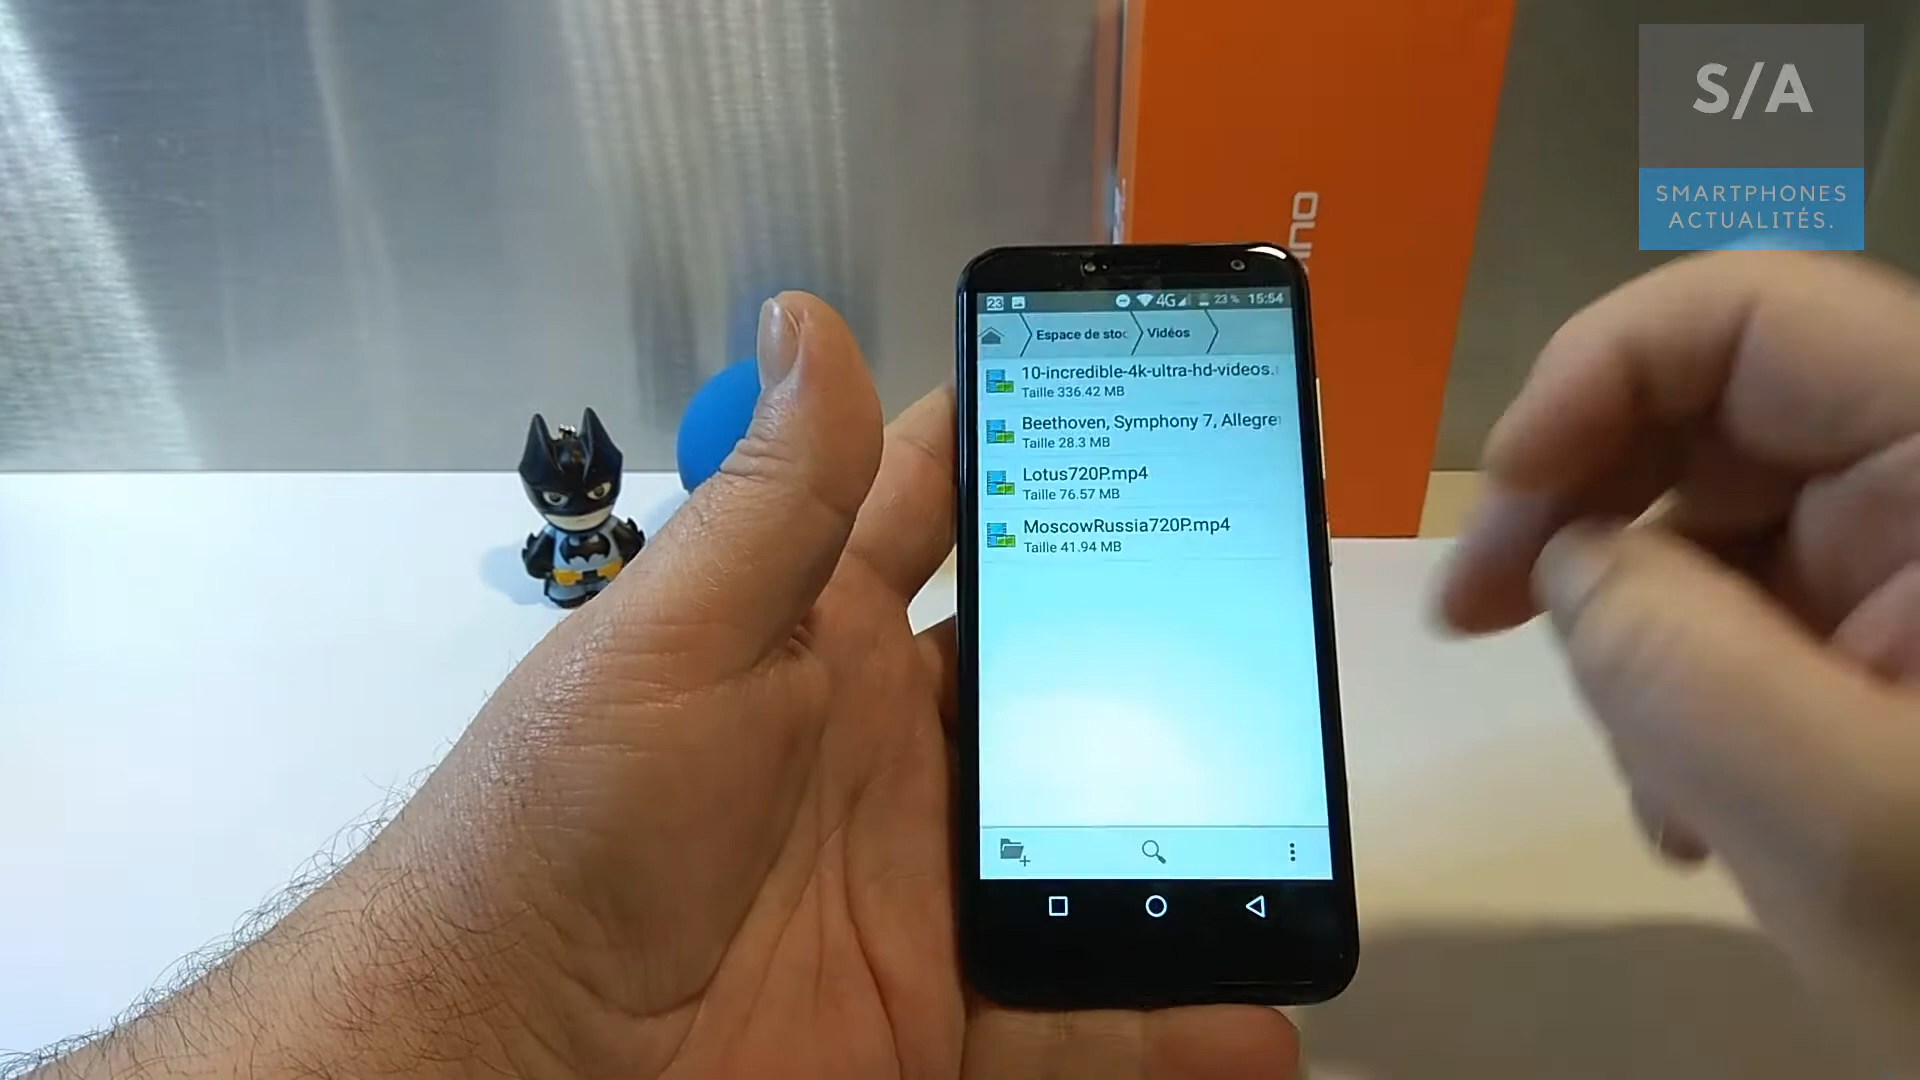 S/A
SMARTPHONES
ACTUALITÉS.
23 4G 23 % 15:54
Espace de stoc Vidéos
10-incredible-4k-ultra-hd-videos.
Taille 336.42 MB
Beethoven, Symphony 7, Allegre
Taille 28.3 MB
Lotus720P.mp4
Taille 76.57 MB
MoscowRussia720P.mp4
Taille 41.94 MB